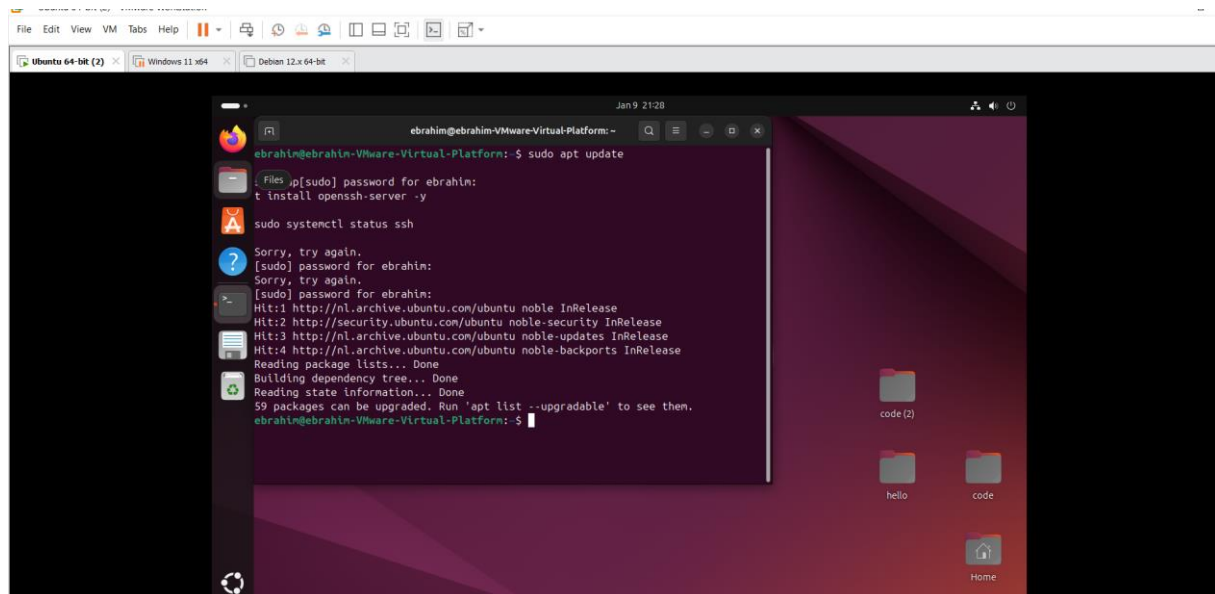 File Edit View VM Tabs Help
Ubuntu 64-bit (2) Windows 11 x64 Debian 12.x 64-bit
Jan 9 21:28
ebrahim@ebrahim-VMware-Virtual-Platform: ~
ebrahim@ebrahim-VMware-Virtual-Platform:~$ sudo apt update
Files p[sudo] password for ebrahim:
t install openssh-server -y
sudo systemctl status ssh
Sorry, try again.
[sudo] password for ebrahim:
Sorry, try again.
[sudo] password for ebrahim:
Hit:1 http://nl.archive.ubuntu.com/ubuntu noble InRelease
Hit:2 http://security.ubuntu.com/ubuntu noble-security InRelease
Hit:3 http://nl.archive.ubuntu.com/ubuntu noble-updates InRelease
Hit:4 http://nl.archive.ubuntu.com/ubuntu noble-backports InRelease
Reading package lists... Done
Building dependency tree... Done
Reading state information... Done
59 packages can be upgraded. Run 'apt list --upgradable' to see them.
ebrahim@ebrahim-VMware-Virtual-Platform:~$
code (2)
hello code
Home